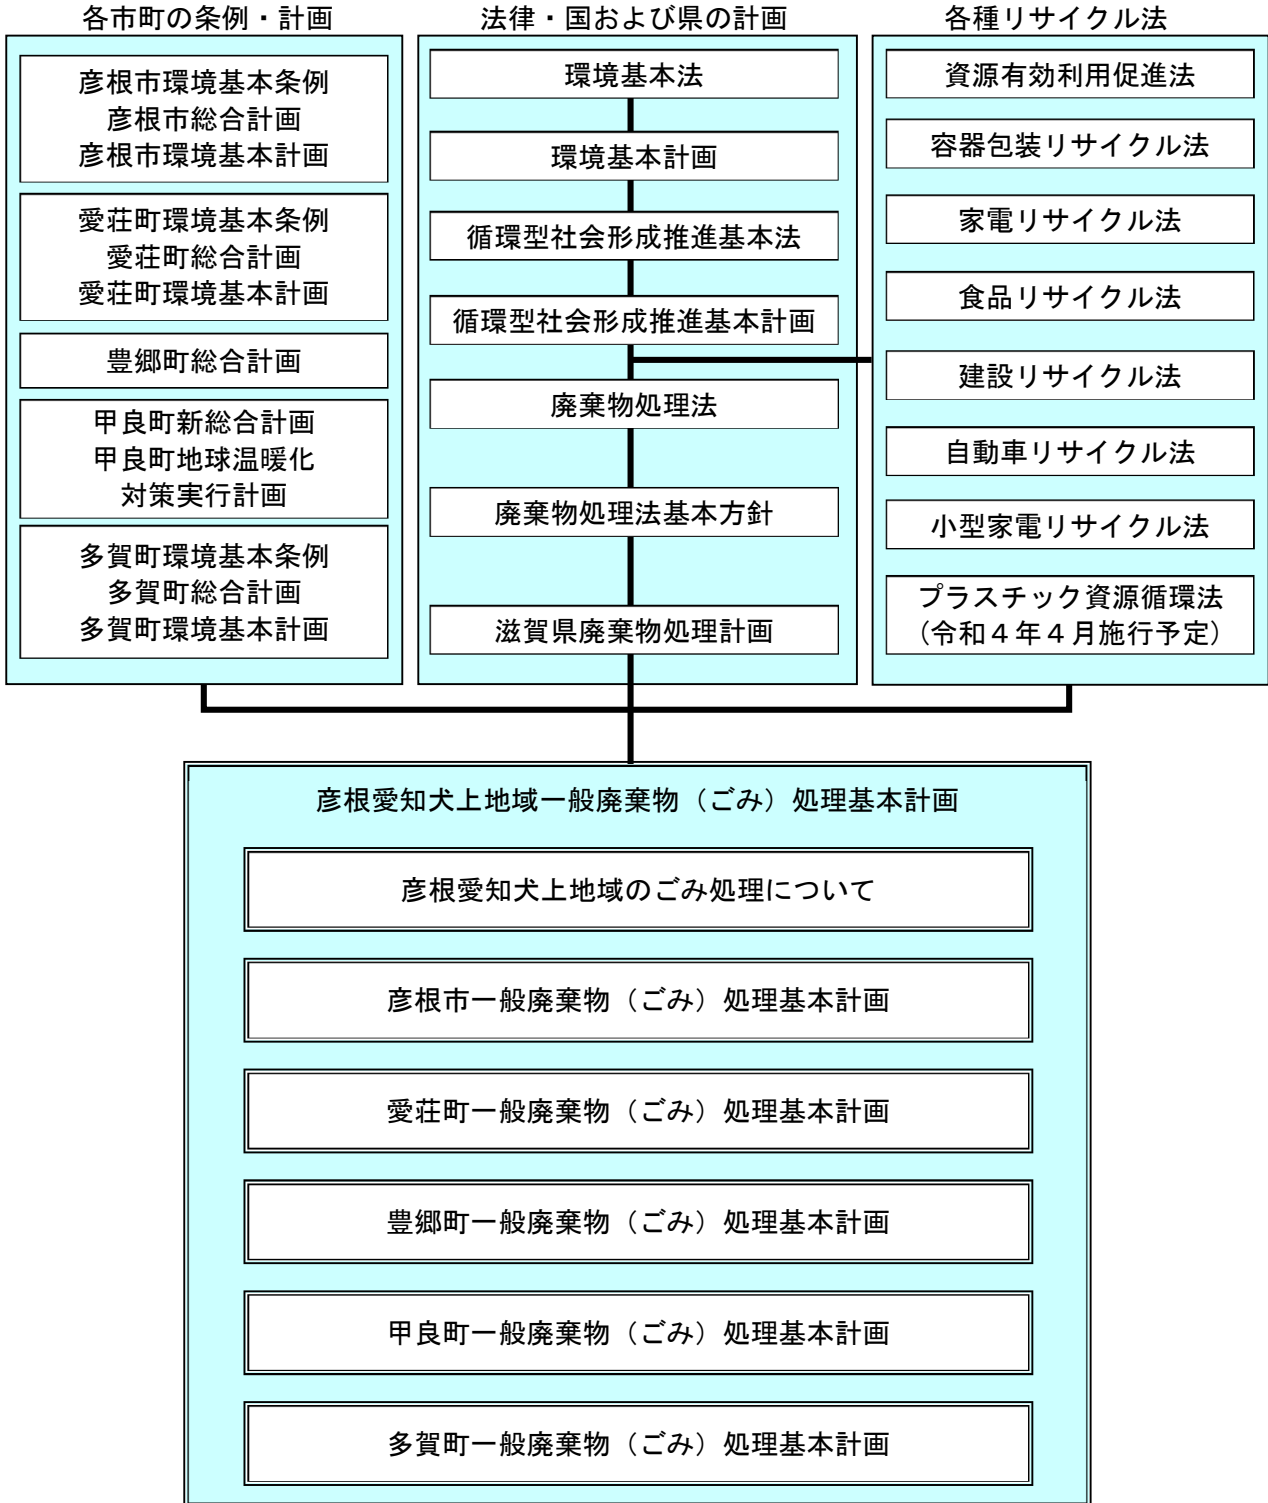 各市町の条例・計画
彦根市環境基本条例
彦根市総合計画
彦根市環境基本計画
愛荘町環境基本条例
愛荘町総合計画
愛荘町環境基本計画
豊郷町総合計画
甲良町新総合計画
甲良町地球温暖化
対策実行計画
多賀町環境基本条例
多賀町総合計画
多賀町環境基本計画
法律・国および県の計画
環境基本法
環境基本計画
循環型社会形成推進基本法
循環型社会形成推進基本計画
廃棄物処理法
廃棄物処理法基本方針
滋賀県廃棄物処理計画
各種リサイクル法
資源有効利用促進法
容器包装リサイクル法
家電リサイクル法
食品リサイクル法
建設リサイクル法
自動車リサイクル法
小型家電リサイクル法
プラスチック資源循環法
（令和４年４月施行予定）
彦根愛知犬上地域一般廃棄物（ごみ）処理基本計画
彦根愛知犬上地域のごみ処理について
彦根市一般廃棄物（ごみ）処理基本計画
愛荘町一般廃棄物（ごみ）処理基本計画
豊郷町一般廃棄物（ごみ）処理基本計画
甲良町一般廃棄物（ごみ）処理基本計画
多賀町一般廃棄物（ごみ）処理基本計画